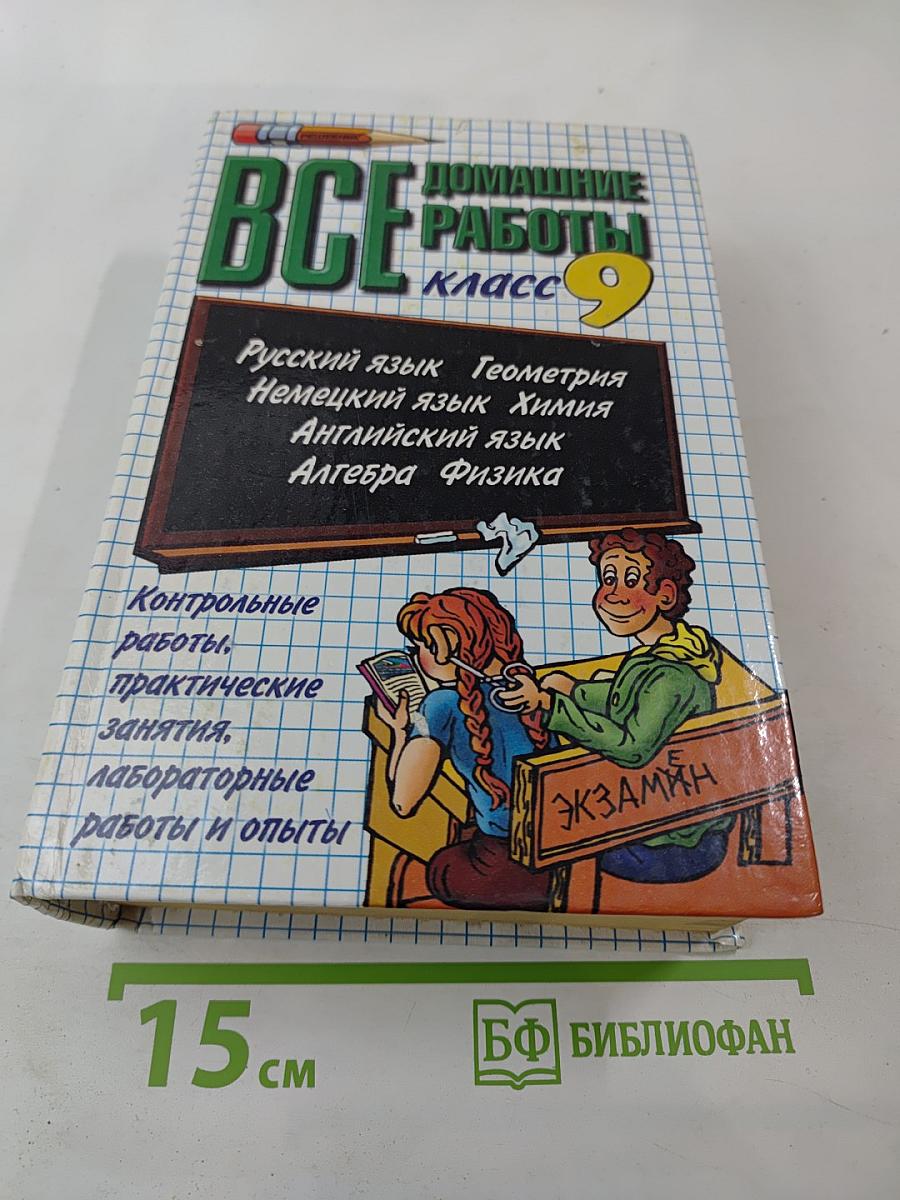 ВСЕ ДОМАШНИЕ
РАБОТЫ
класс 9
Русский язык Геометрия
Немецкий язык Химия
Английский язык
Алгебра Физика
Контрольные
работы,
практические
занятия,
лабораторные
работы и опыты
Е
ЭКЗАМИН
15 см
БФ БИБЛИОФАН